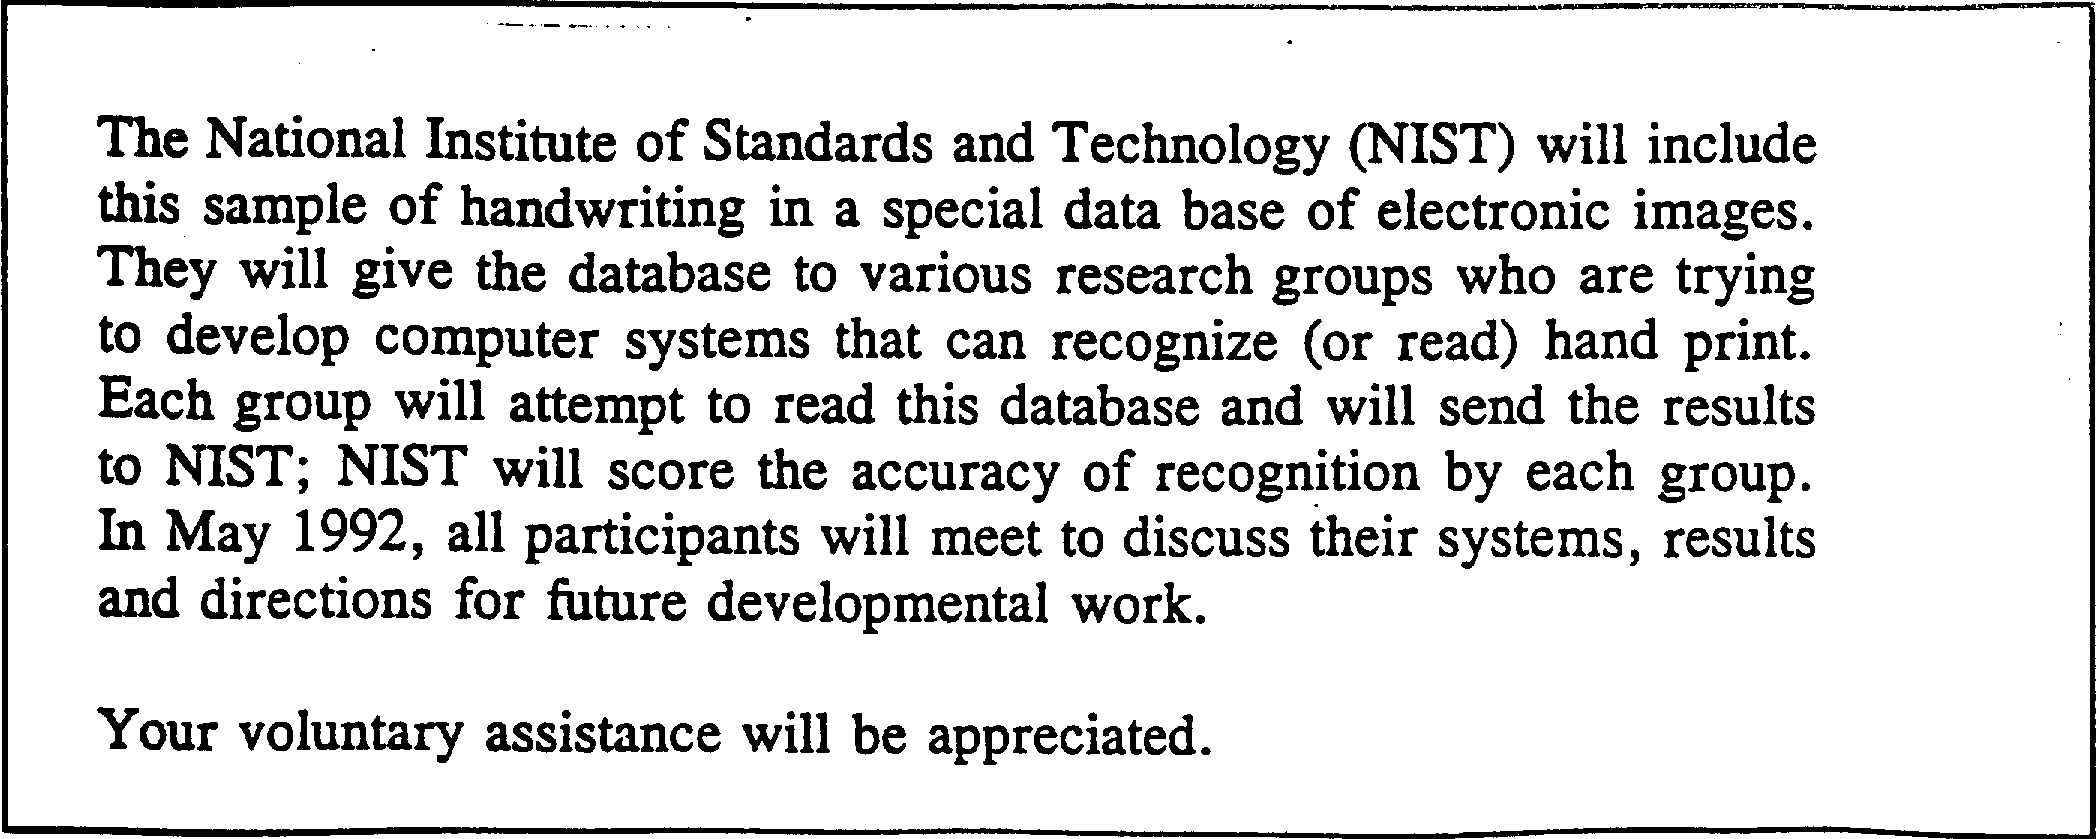 The National Institute of Standards and Technology (NIST) will include
this sample of handwriting in a special data base of electronic images.
They will give the database to various research groups who are trying
to develop computer systems that can recognize (or read) hand print.
Each group will attempt to read this database and will send the results
to NIST; NIST will score the accuracy of recognition by each group.
In May 1992, all participants will meet to discuss their systems, results
and directions for future developmental work.
Your voluntary assistance will be appreciated.